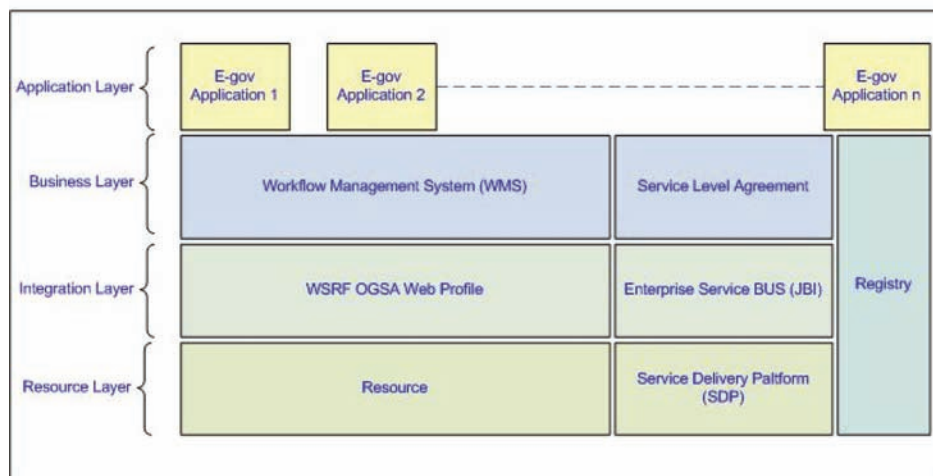 Application Layer
E-gov
Application 1
E-gov
Application 2
E-gov
Application n
Business Layer
Workflow Management System (WMS)
Service Level Agreement
Integration Layer
WSRF OGSA Web Profile
Enterprise Service BUS (JBI)
Registry
Resource Layer
Resource
Service Delivery Paltform
(SDP)